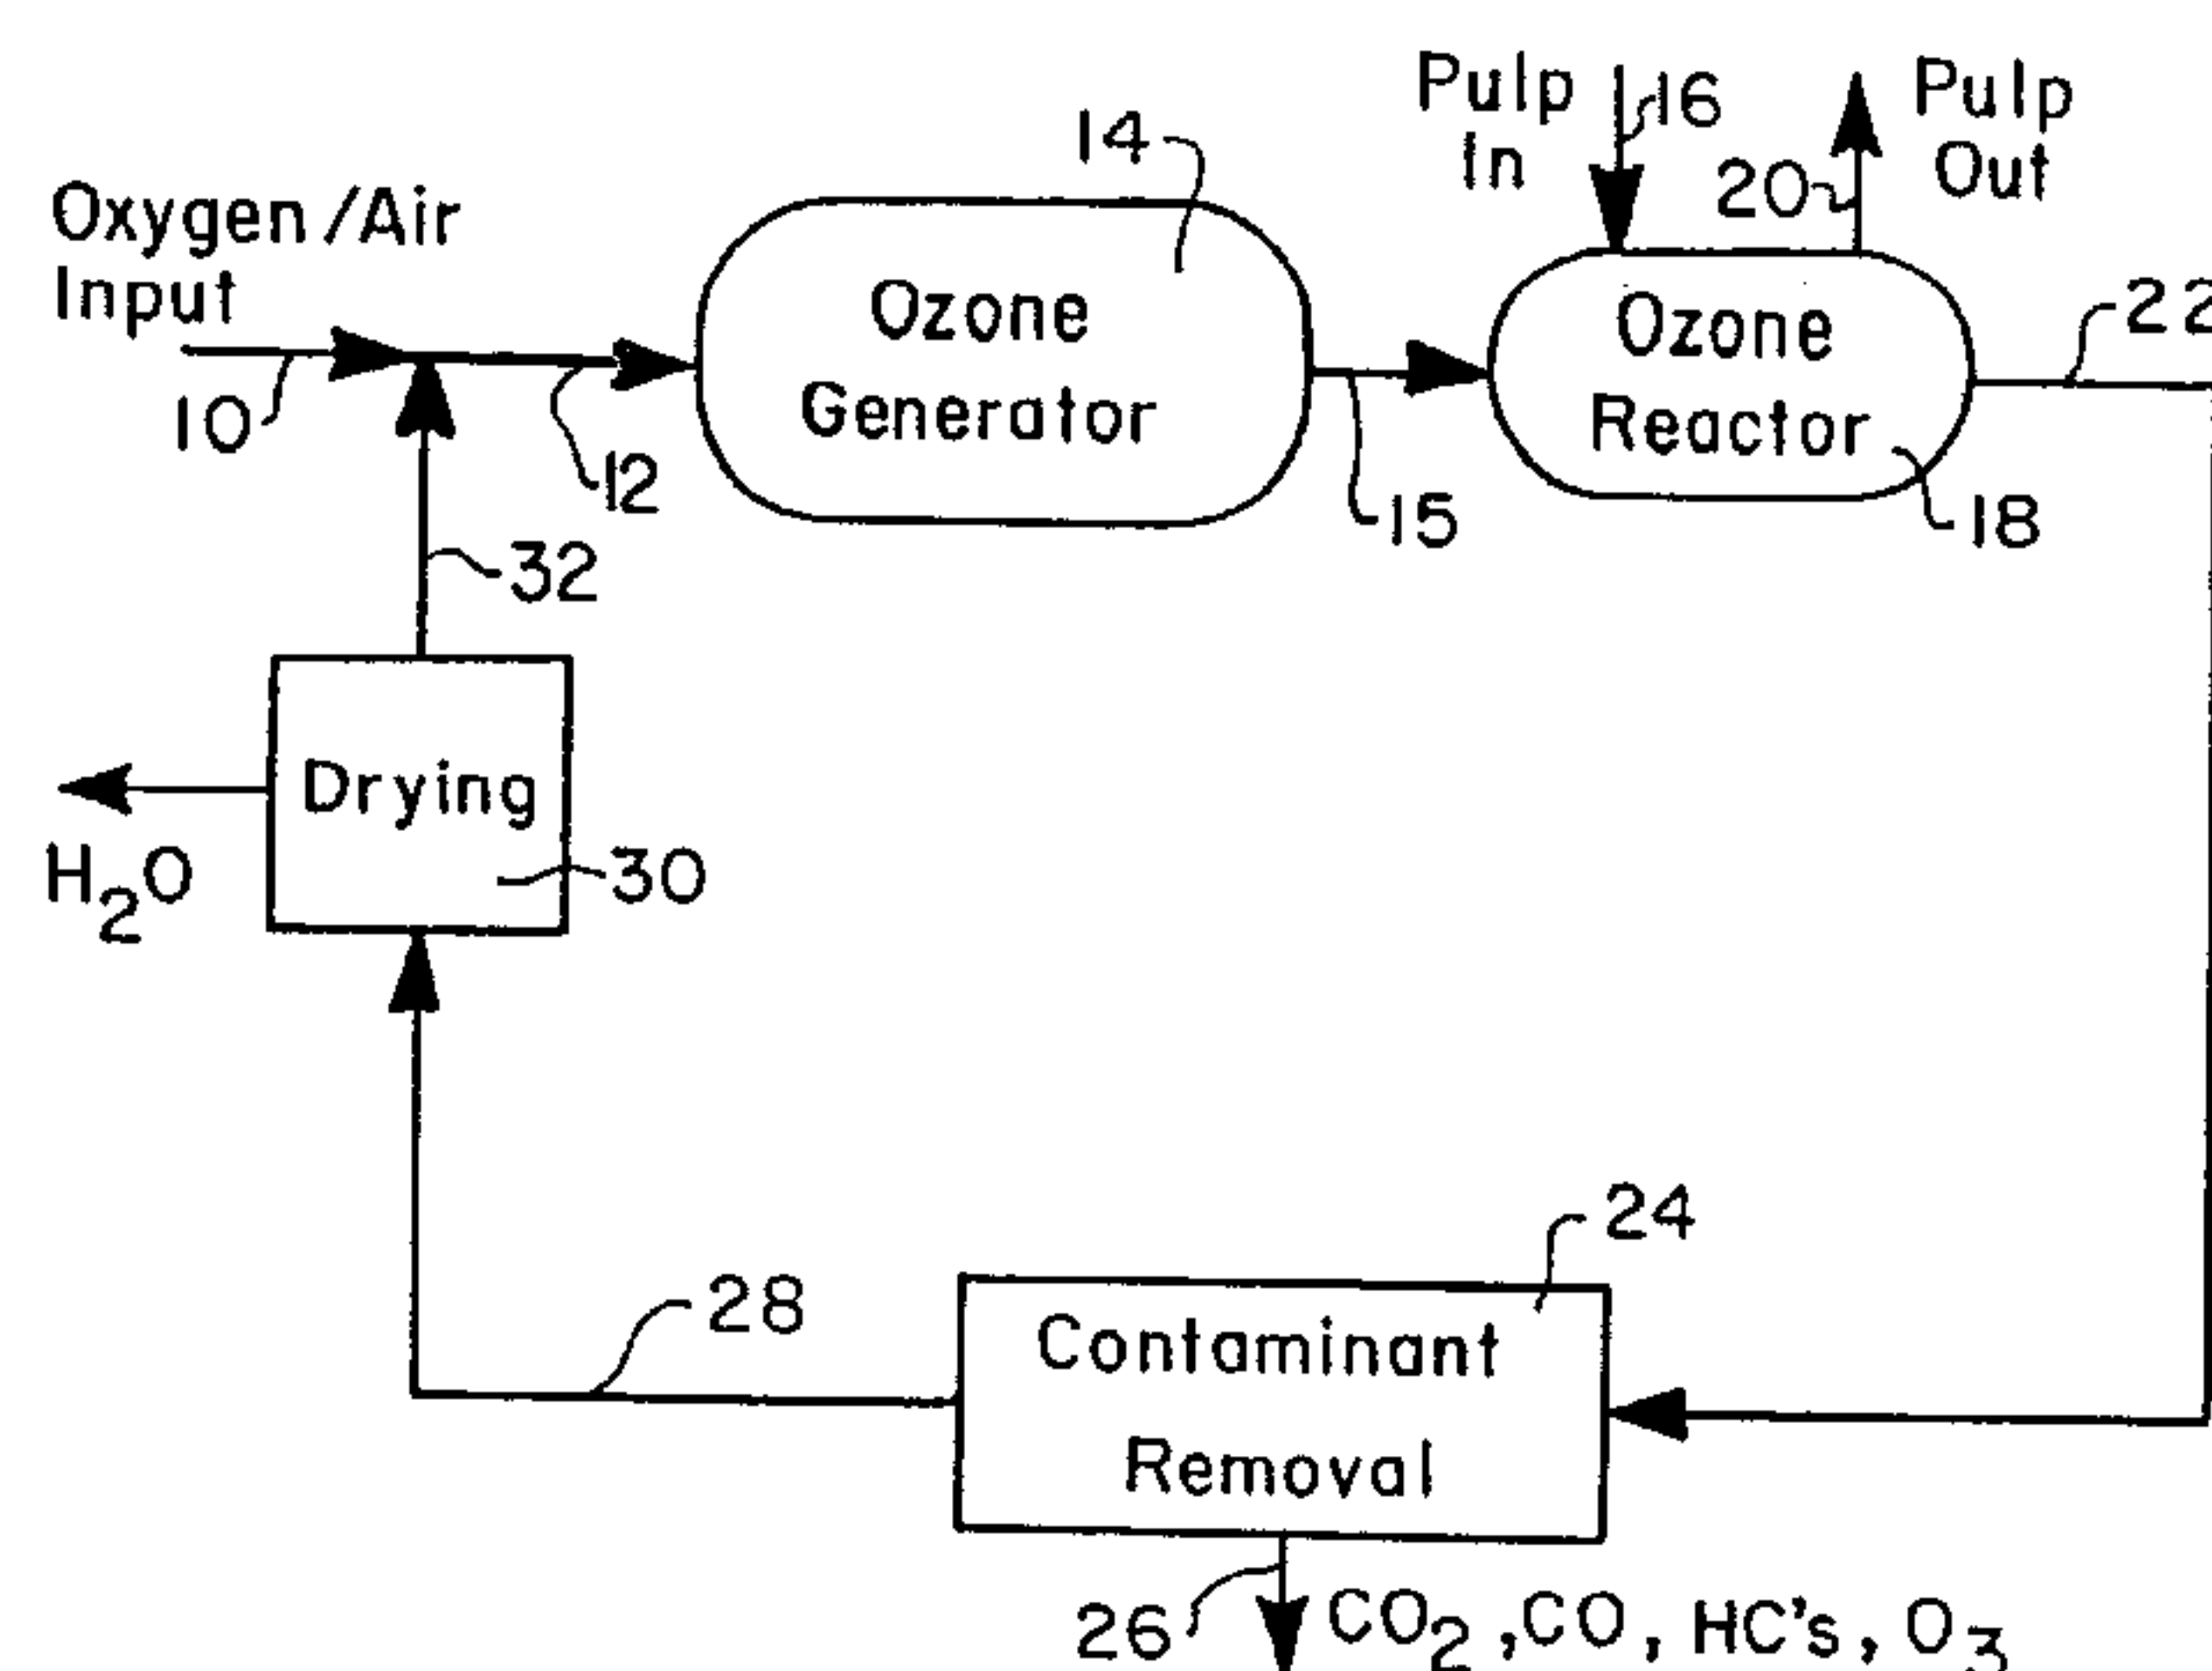 Oxygen/Air
Input
10
12
14
Ozone
Generator
15
Pulp
In
16
20
Pulp
Out
Ozone
Reactor
18
22
32
Drying
30
H₂O
28
24
Contaminant
Removal
26
CO₂, CO, HC's, O₃